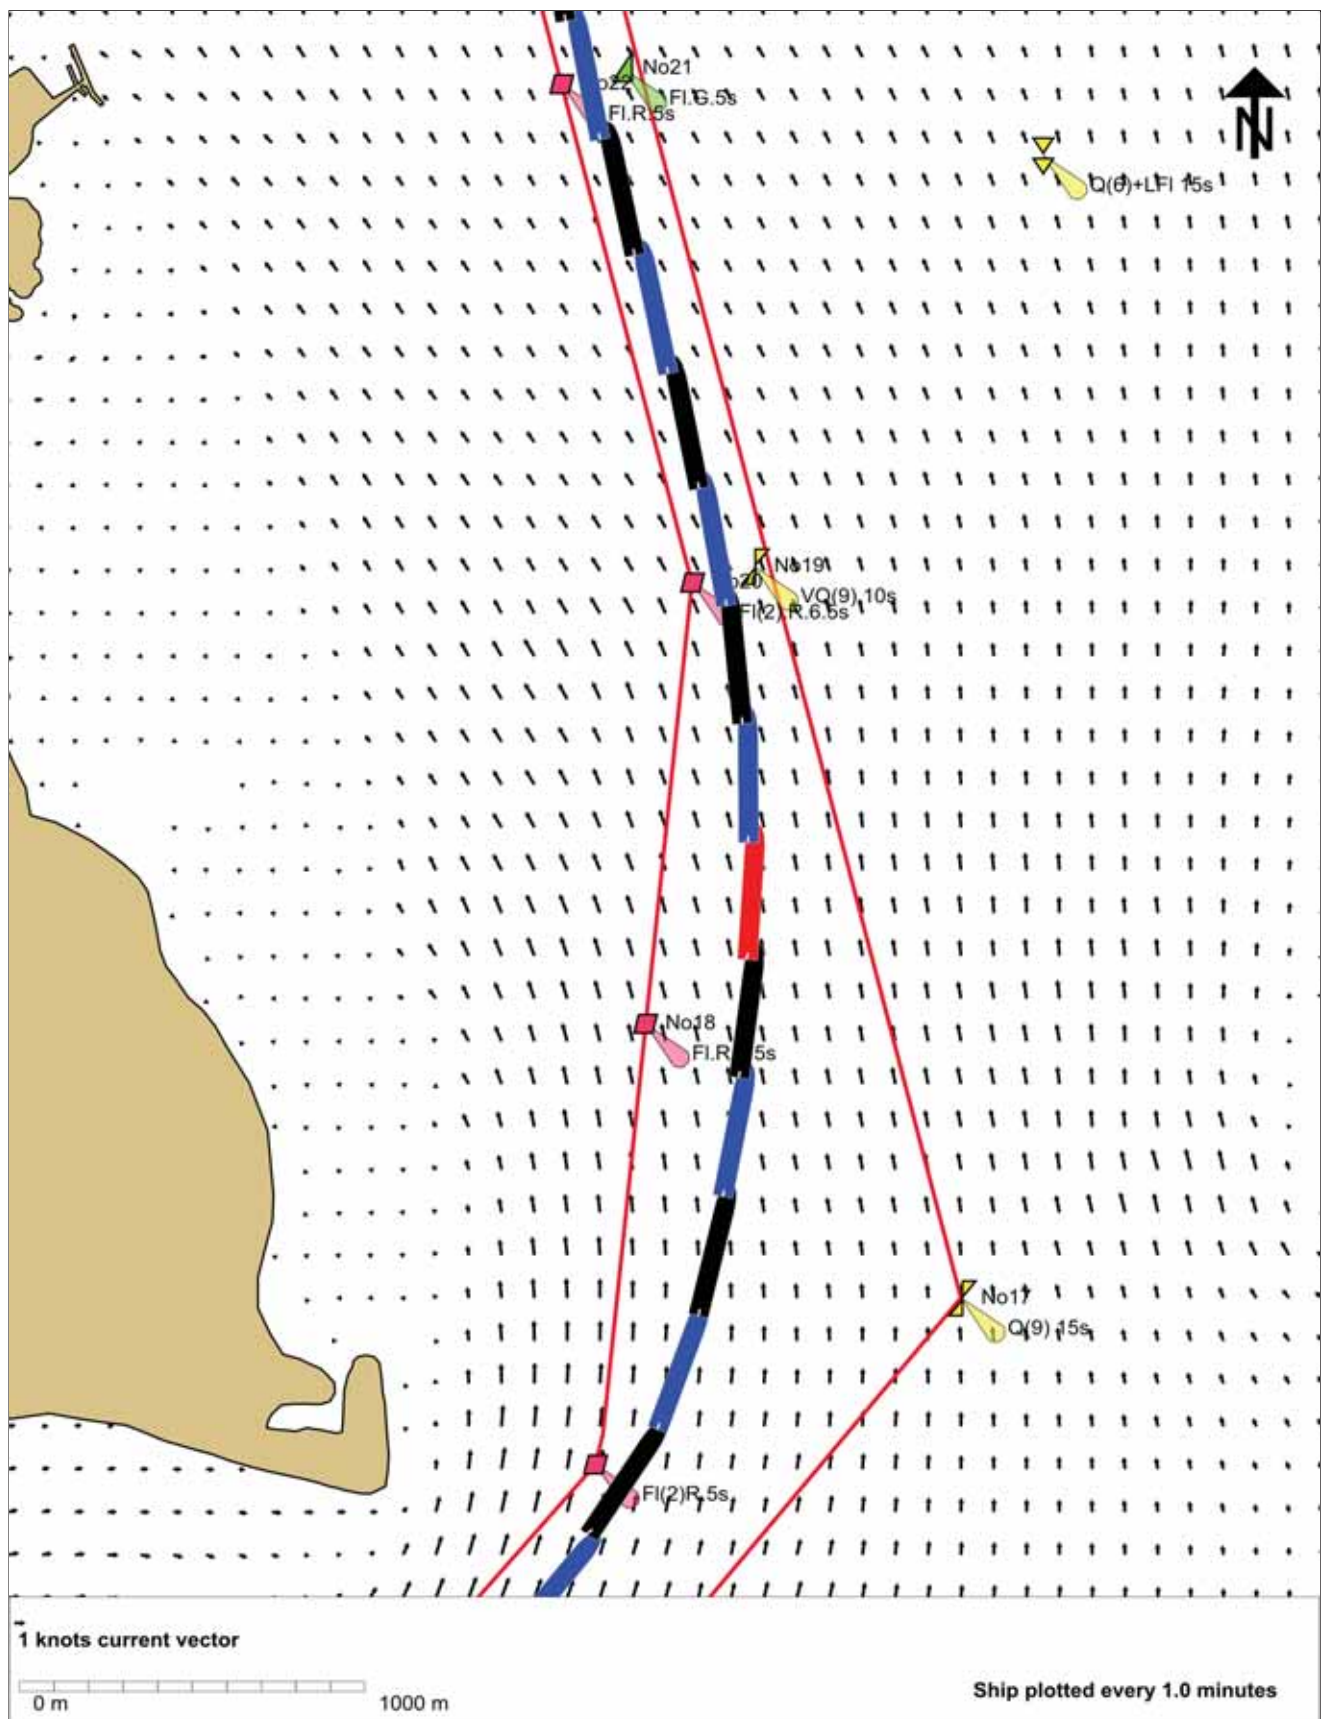 No21
Fl.G.5s
Fl.R.5s
N
Q(6)+LFl 15s
No19
VQ(9) 10s
Fl(2) R.6.5s
No18
No17
Q(9) 15s
Fl(2)R.5s
1 knots current vector
0 m
1000 m
Ship plotted every 1.0 minutes